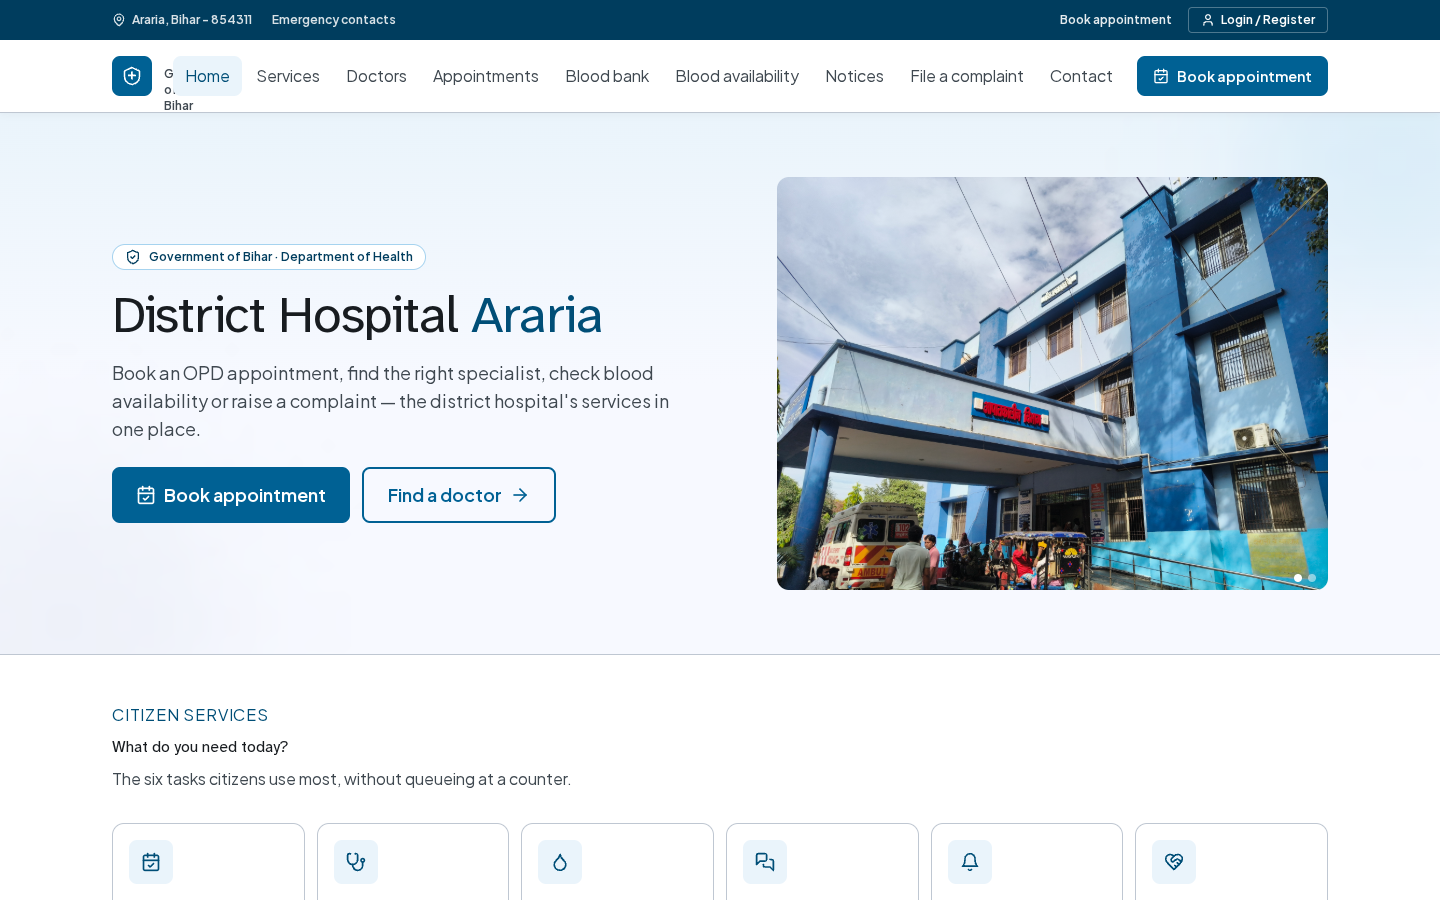 Araria, Bihar – 854311
Emergency contacts
Book appointment
Login / Register
Bihar
Home
Services
Doctors
Appointments
Blood bank
Blood availability
Notices
File a complaint
Contact
Book appointment
Government of Bihar · Department of Health
District Hospital Araria
Book an OPD appointment, find the right specialist, check blood
availability or raise a complaint — the district hospital's services in
one place.
Book appointment
Find a doctor
AMBUL
CITIZEN SERVICES
What do you need today?
The six tasks citizens use most, without queueing at a counter.